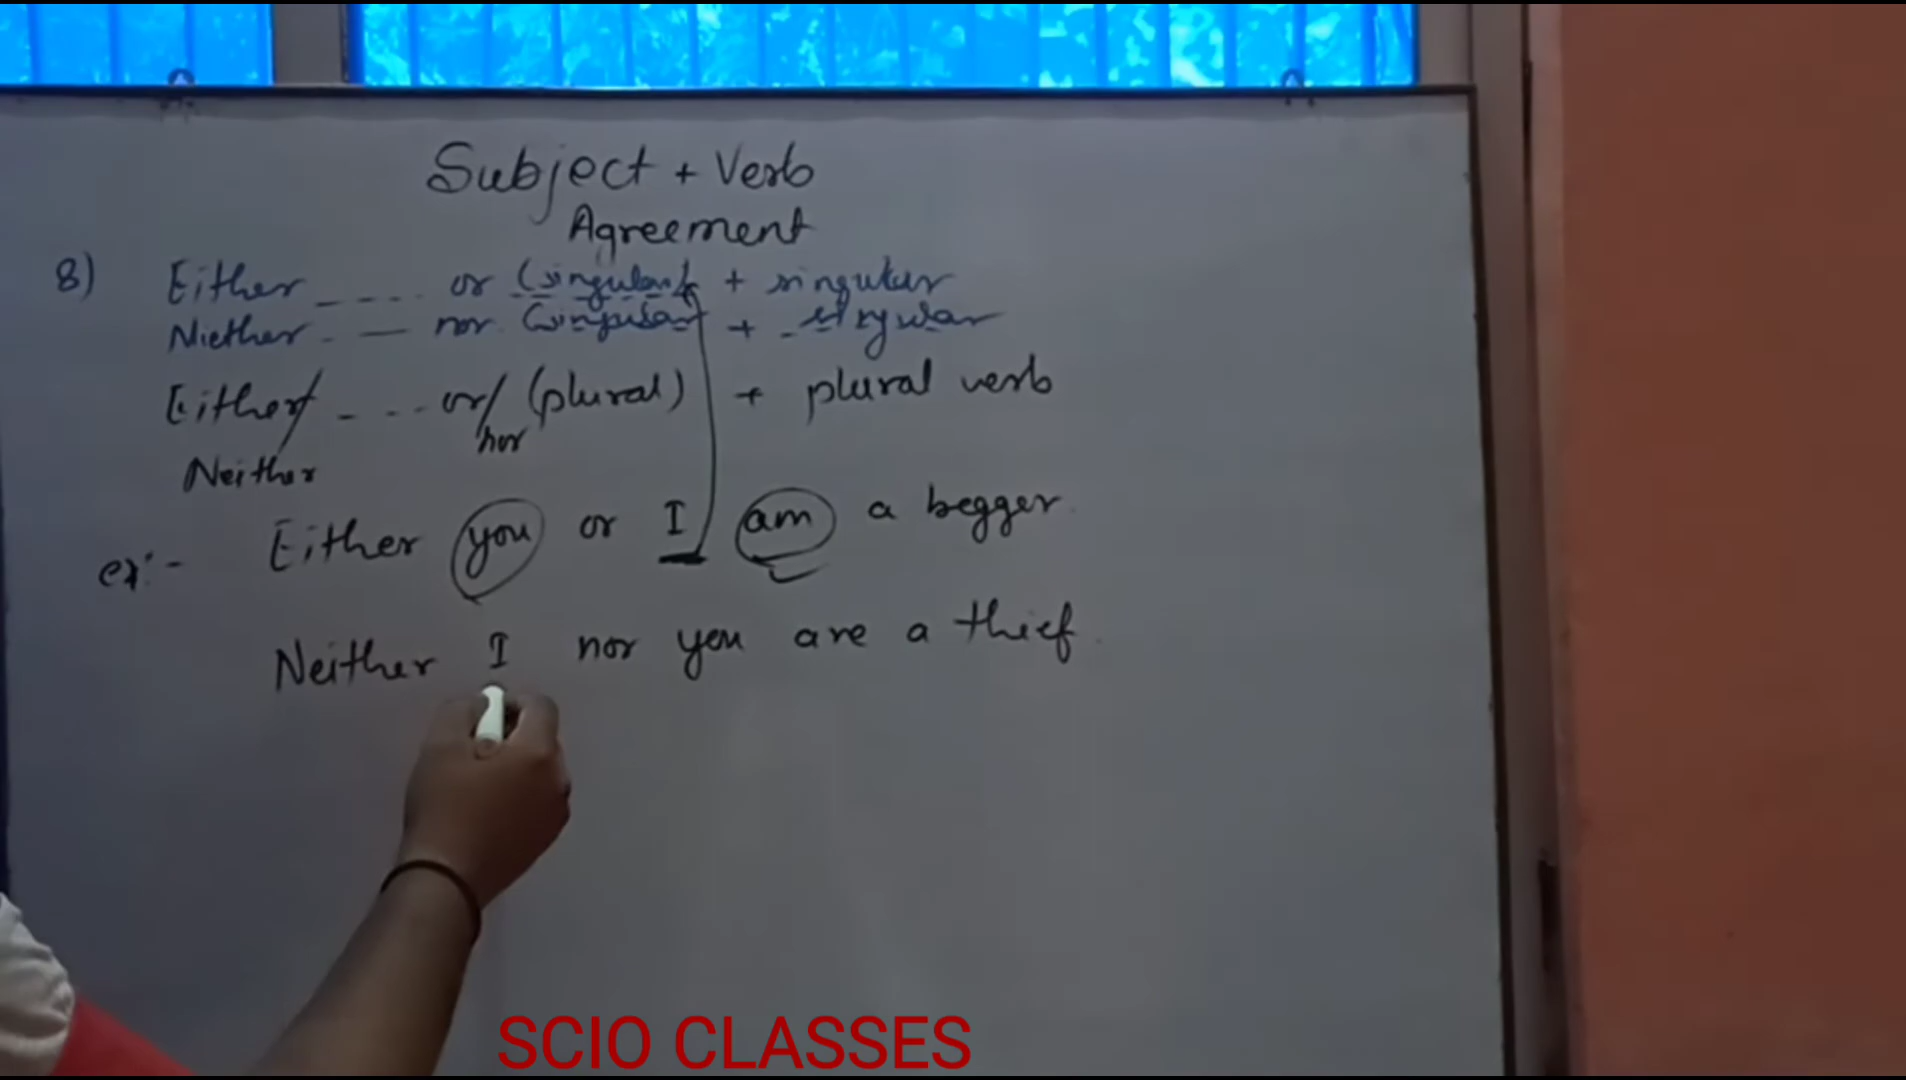 Subject + Verb
Agreement
8) Either ---- or (singular) + singular
Niether - — nor (singular) + singular
Either/ - --- or/ (plural) + plural verb
nor
Neither
ex:- Either you or I am a begger.
Neither I nor you are a thief.
SCIO CLASSES